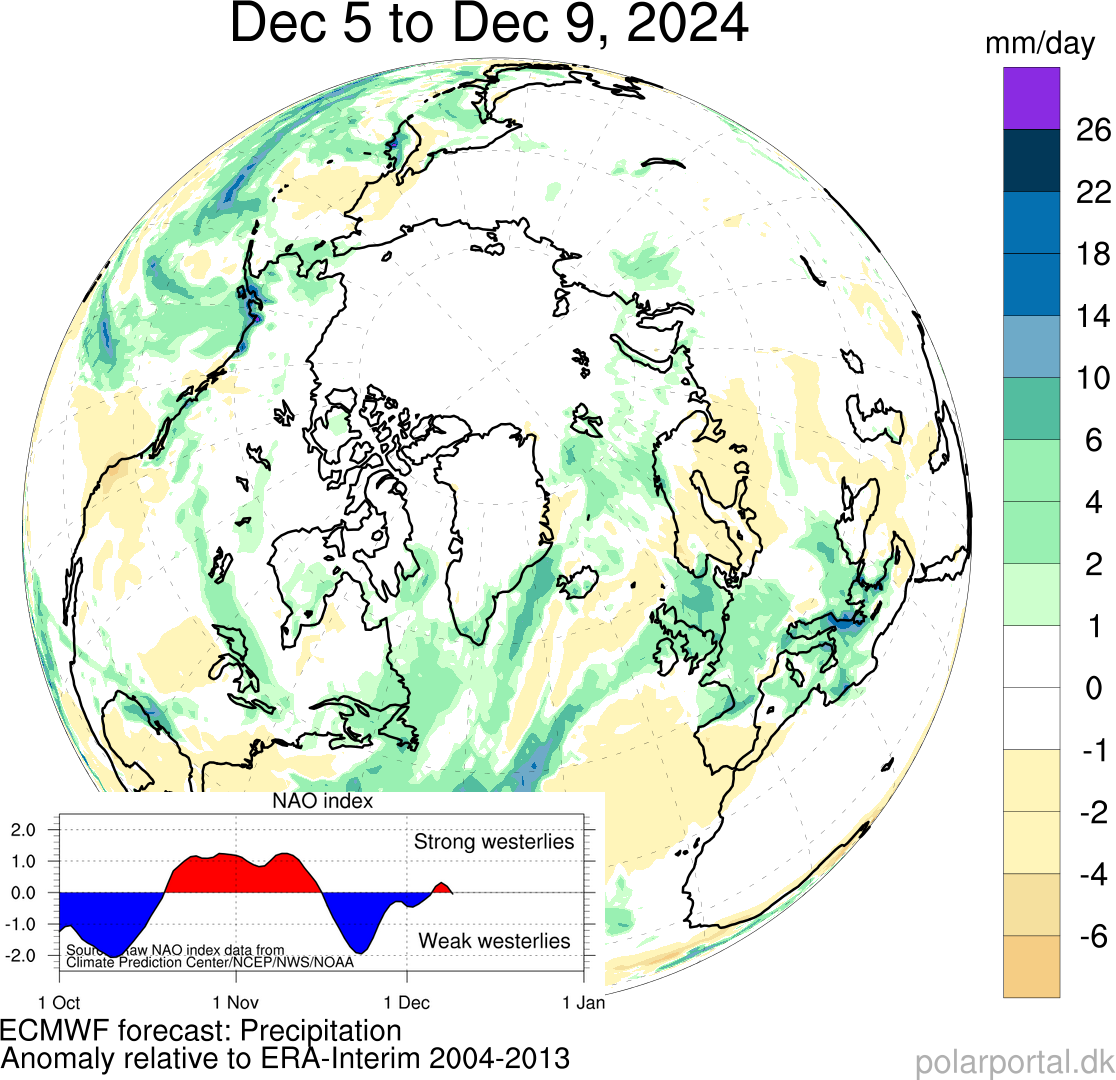 Dec 5 to Dec 9, 2024
mm/day
26
22
18
14
10
6
4
2
1
0
-1
-2
-4
-6
NAO index
2.0
1.0
0.0
-1.0
-2.0
Strong westerlies
Weak westerlies
NAO index data from
Climate Prediction Center/NCEP/NWS/NOAA
1 Oct
1 Nov
1 Dec
1 Jan
ECMWF forecast: Precipitation
Anomaly relative to ERA-Interim 2004-2013
polarportal.dk